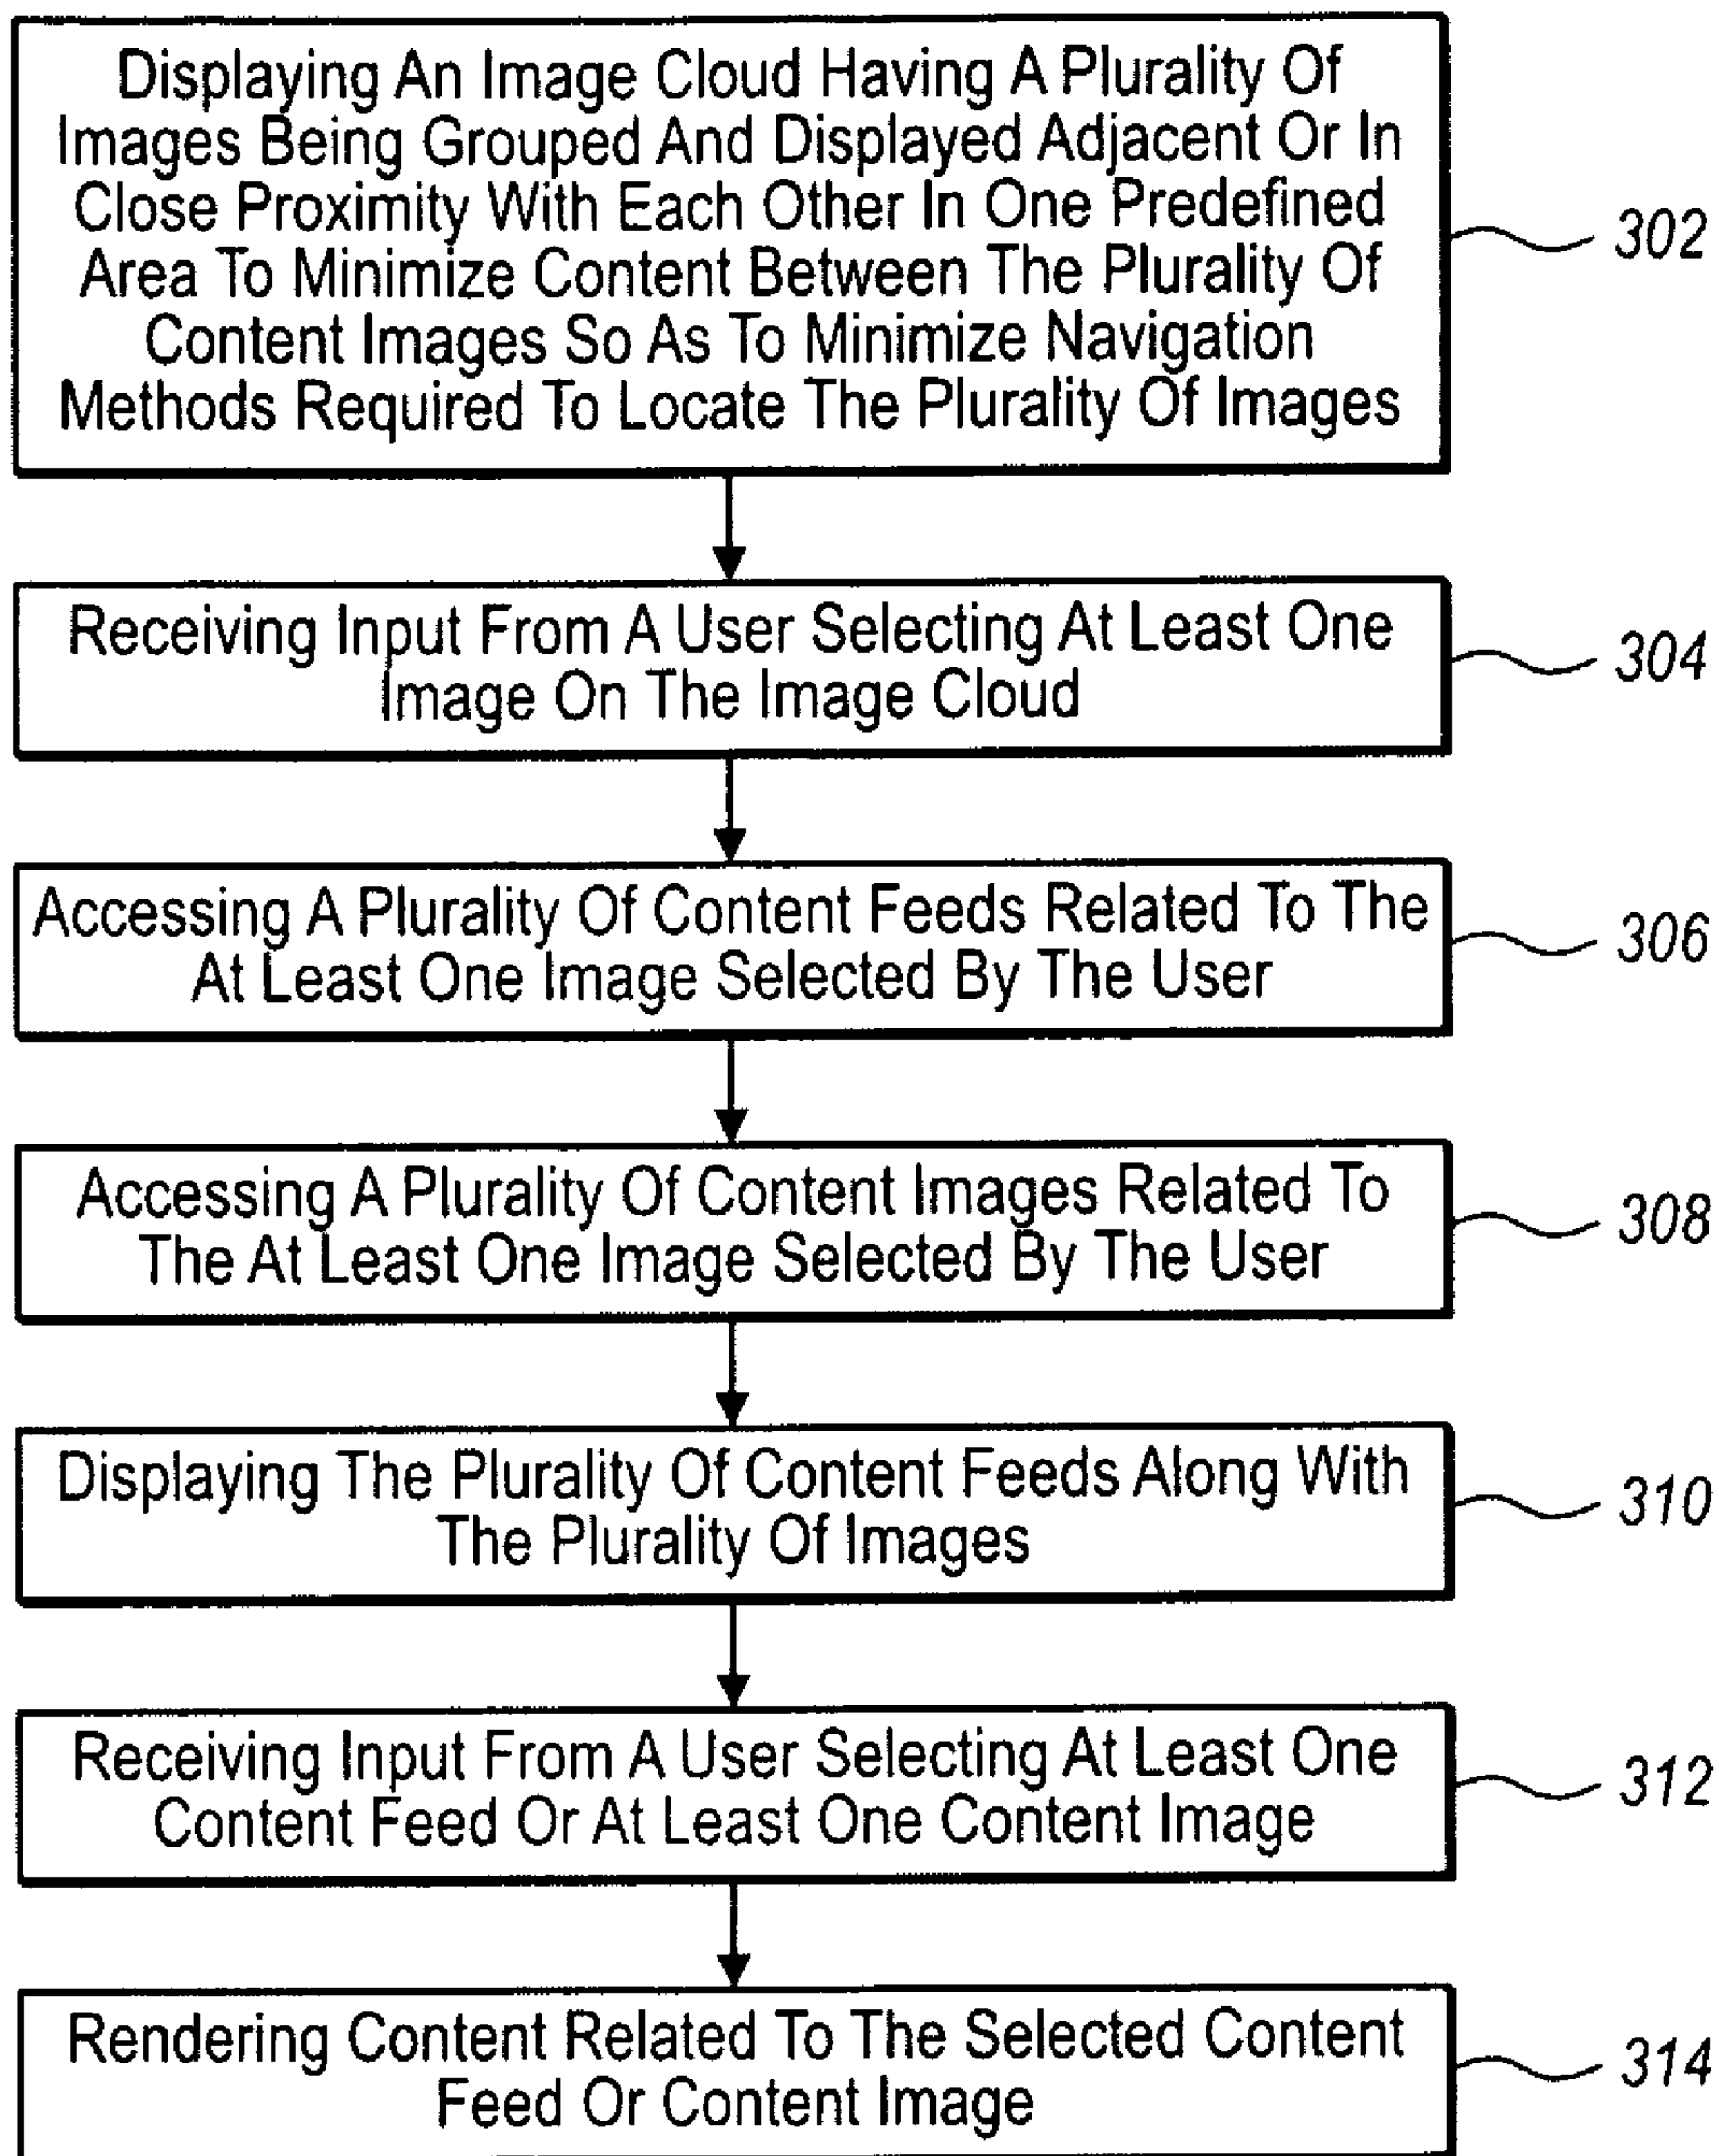 Displaying An Image Cloud Having A Plurality Of
Images Being Grouped And Displayed Adjacent Or In
Close Proximity With Each Other In One Predefined
Area To Minimize Content Between The Plurality Of
Content Images So As To Minimize Navigation
Methods Required To Locate The Plurality Of Images
302
Receiving Input From A User Selecting At Least One
Image On The Image Cloud
304
Accessing A Plurality Of Content Feeds Related To The
At Least One Image Selected By The User
306
Accessing A Plurality Of Content Images Related To
The At Least One Image Selected By The User
308
Displaying The Plurality Of Content Feeds Along With
The Plurality Of Images
310
Receiving Input From A User Selecting At Least One
Content Feed Or At Least One Content Image
312
Rendering Content Related To The Selected Content
Feed Or Content Image
314